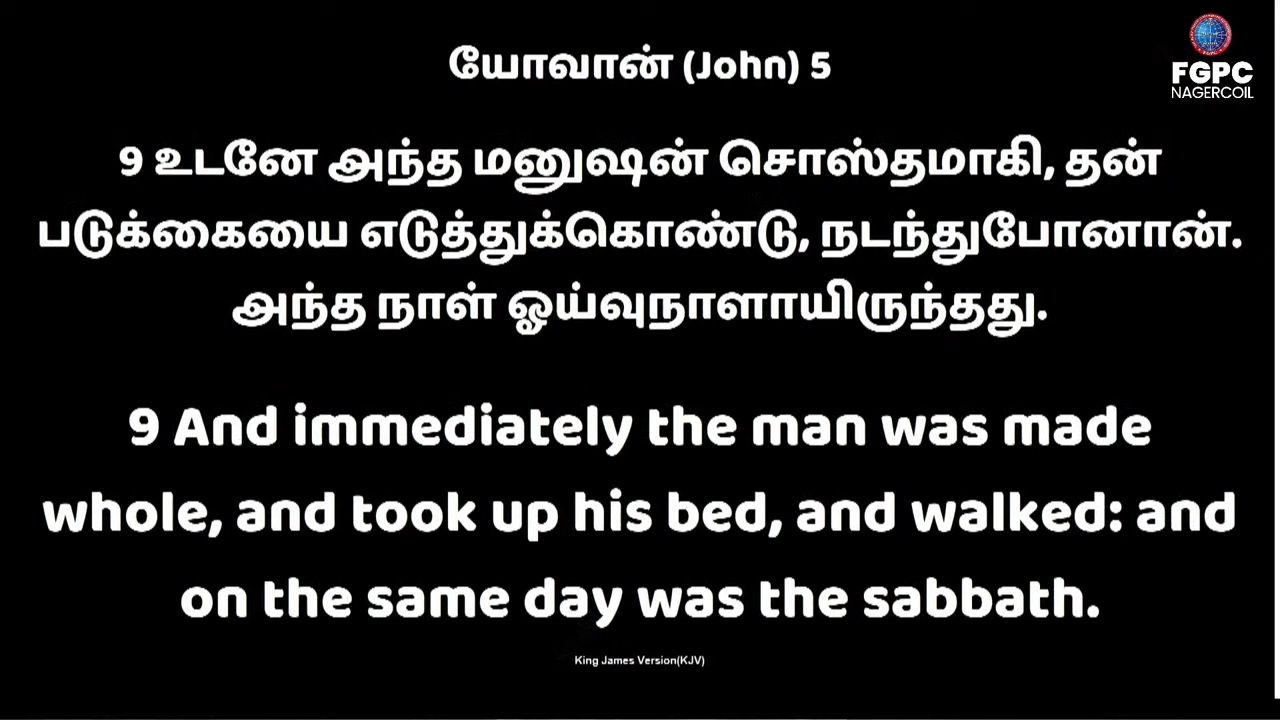 யோவான் (John) 5
FGPC
NAGERCOIL
9 உடனே அந்த மனுஷன் சொஸ்தமாகி, தன்
படுக்கையை எடுத்துக்கொண்டு, நடந்துபோனான்.
அந்த நாள் ஓய்வுநாளாயிருந்தது.
9 And immediately the man was made
whole, and took up his bed, and walked: and
on the same day was the sabbath.
King James Version(KJV)